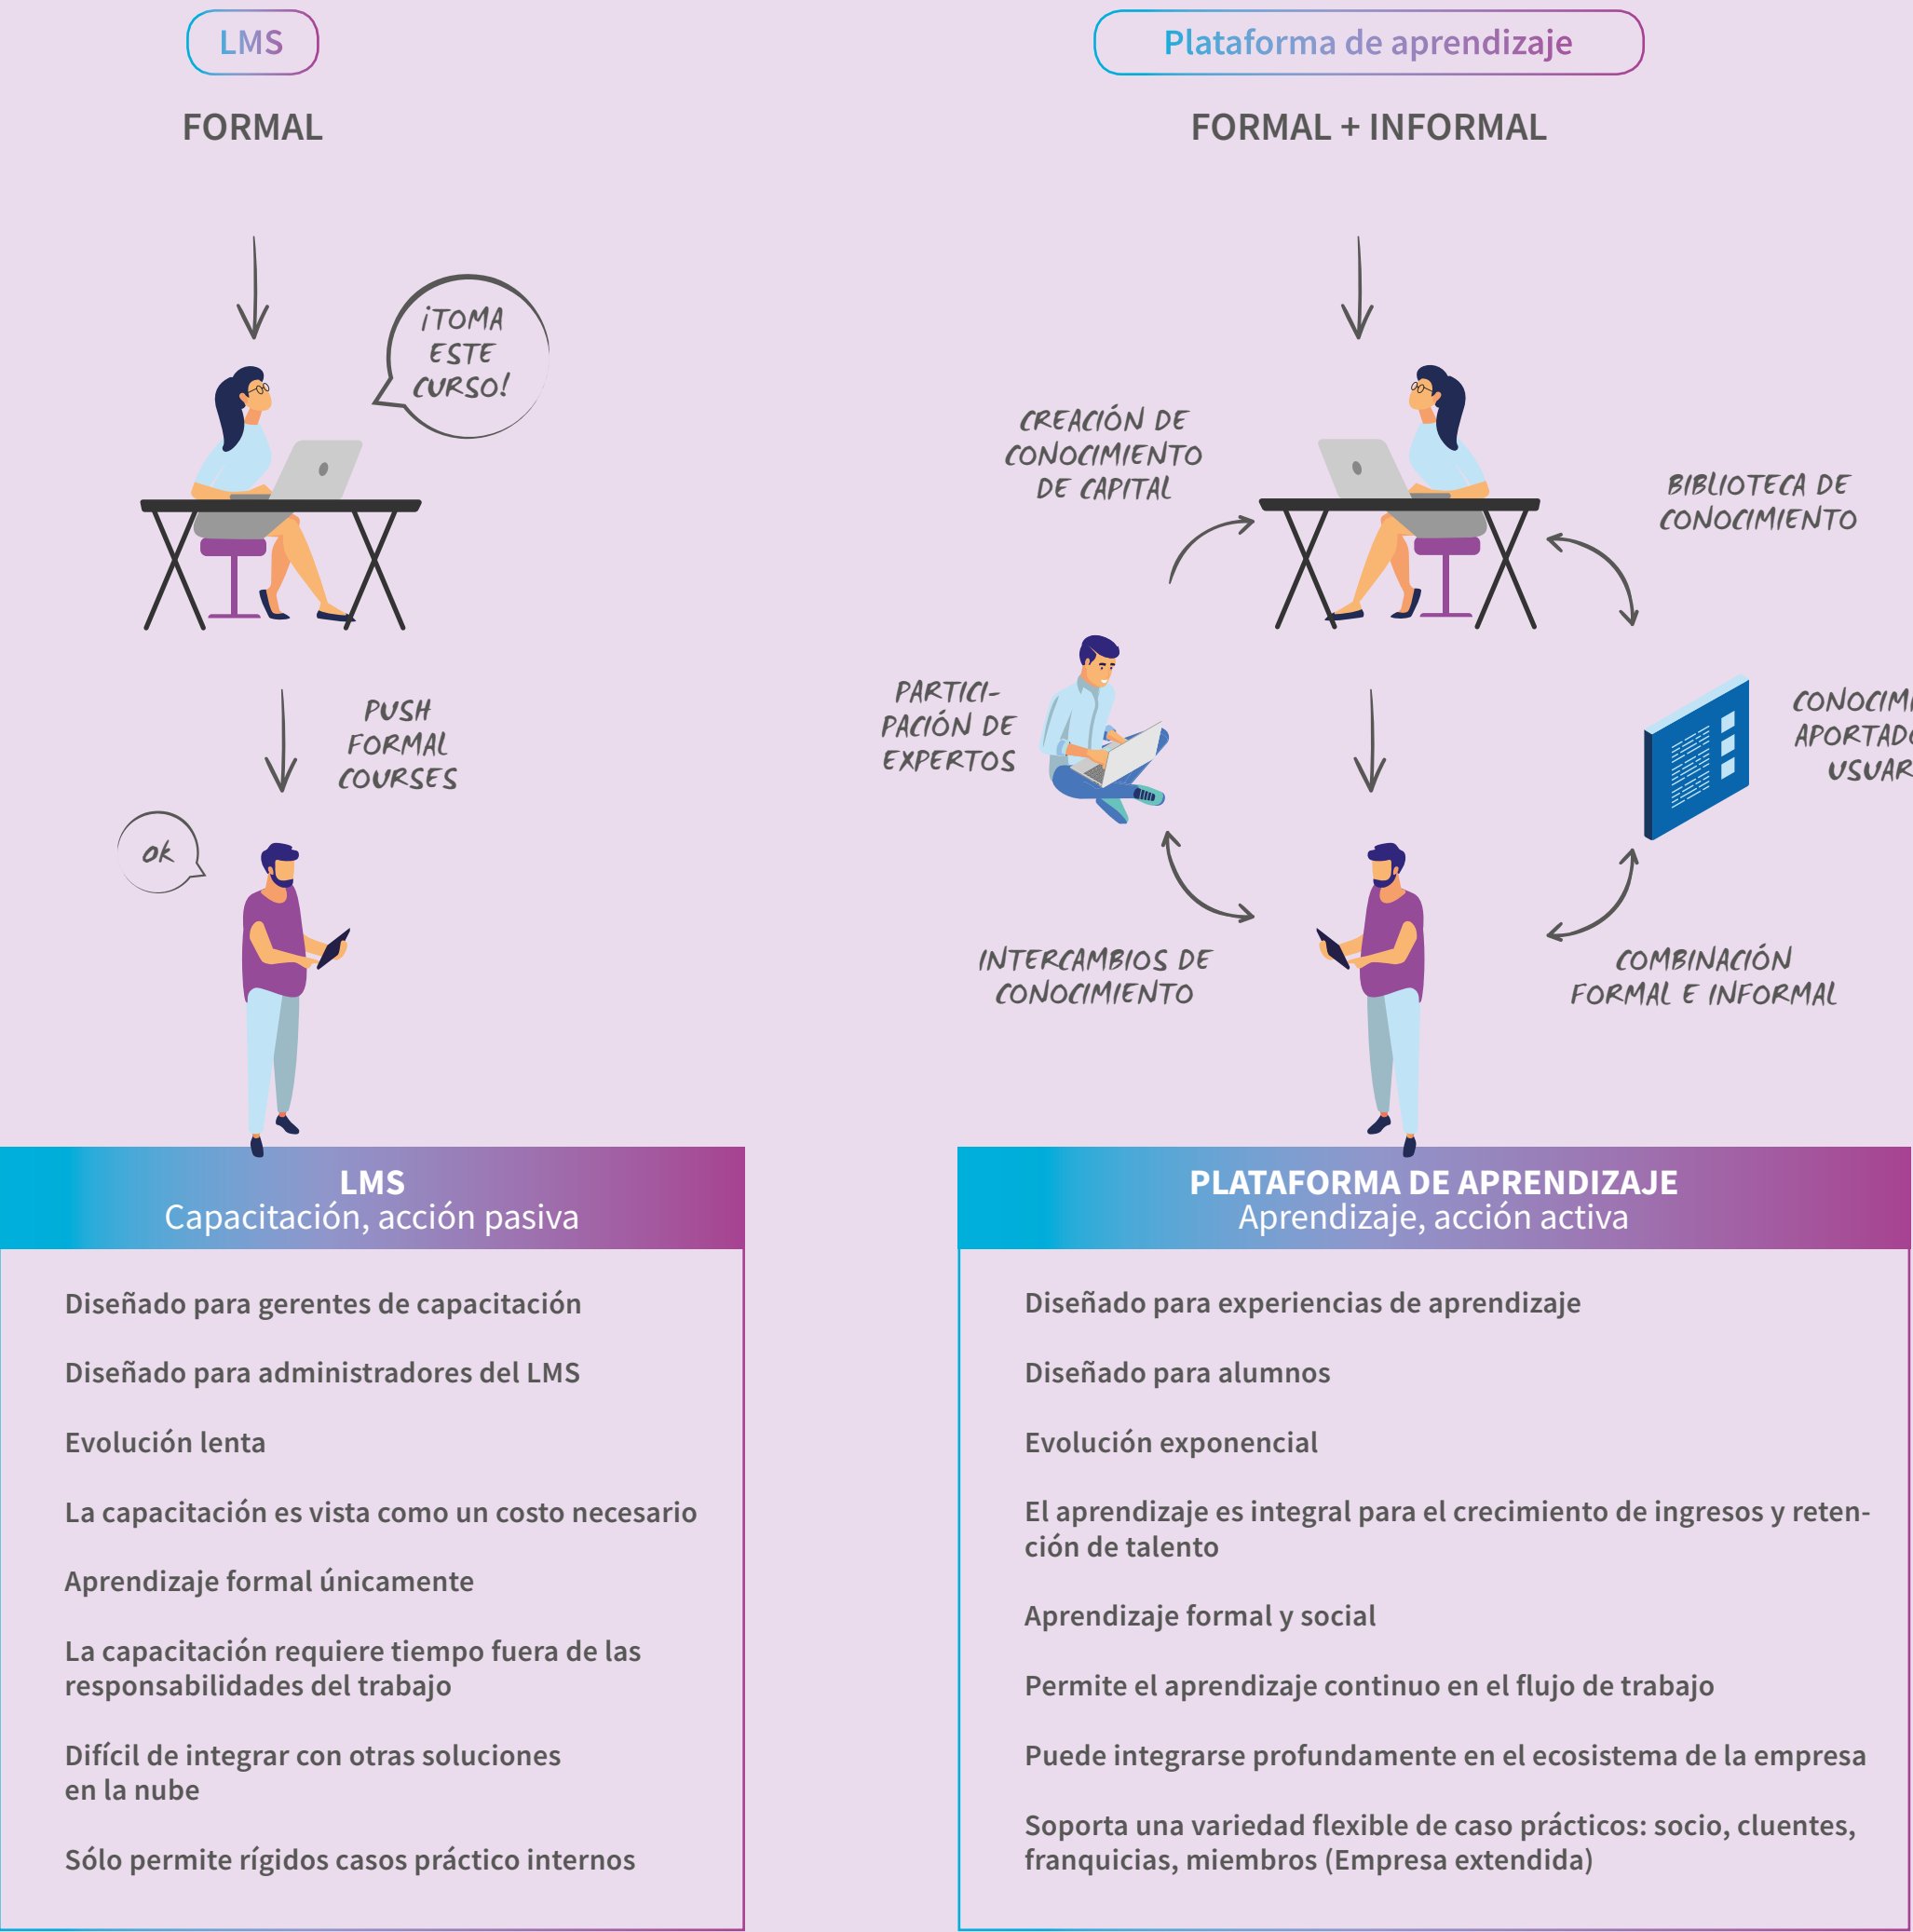 LMS
FORMAL
¡TOMA
ESTE
CURSO!
PUSH
FORMAL
COURSES
OK
Plataforma de aprendizaje
FORMAL + INFORMAL
CREACIÓN DE
CONOCIMIENTO
DE CAPITAL
BIBLIOTECA DE
CONOCIMIENTO
PARTICI-
PACIÓN DE
EXPERTOS
INTERCAMBIOS DE
CONOCIMIENTO
COMBINACIÓN
FORMAL E INFORMAL
LMS
Capacitación, acción pasiva
Diseñado para gerentes de capacitación
Diseñado para administradores del LMS
Evolución lenta
La capacitación es vista como un costo necesario
Aprendizaje formal únicamente
La capacitación requiere tiempo fuera de las
responsabilidades del trabajo
Difícil de integrar con otras soluciones
en la nube
Sólo permite rígidos casos práctico internos
PLATAFORMA DE APRENDIZAJE
Aprendizaje, acción activa
Diseñado para experiencias de aprendizaje
Diseñado para alumnos
Evolución exponencial
El aprendizaje es integral para el crecimiento de ingresos y reten-
ción de talento
Aprendizaje formal y social
Permite el aprendizaje continuo en el flujo de trabajo
Puede integrarse profundamente en el ecosistema de la empresa
Soporta una variedad flexible de caso prácticos: socio, cluentes,
franquicias, miembros (Empresa extendida)